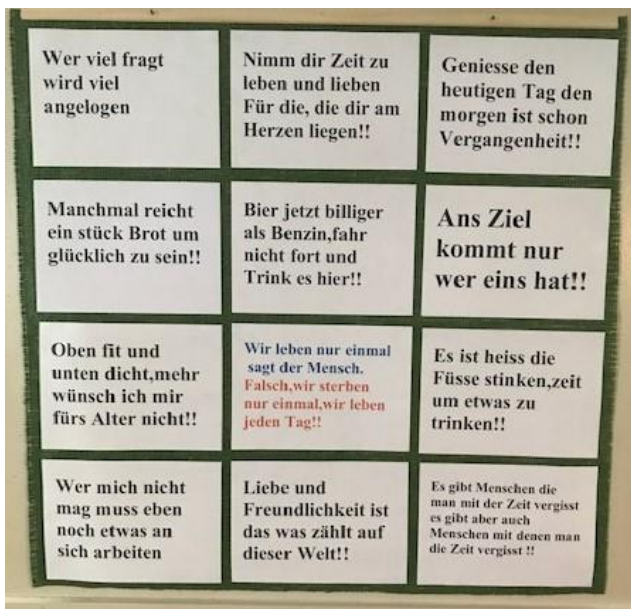 Wer viel fragt
wird viel
angelogen
Nimm dir Zeit zu
leben und lieben
Für die, die dir am
Herzen liegen!!
Geniesse den
heutigen Tag den
morgen ist schon
Vergangenheit!!
Manchmal reicht
ein stück Brot um
glücklich zu sein!!
Bier jetzt billiger
als Benzin,fahr
nicht fort und
Trink es hier!!
Ans Ziel
kommt nur
wer eins hat!!
Oben fit und
unten dicht,mehr
wünsch ich mir
fürs Alter nicht!!
Wir leben nur einmal
sagt der Mensch.
Falsch,wir sterben
nur einmal,wir leben
jeden Tag!!
Es ist heiss die
Füsse stinken,zeit
um etwas zu
trinken!!
Wer mich nicht
mag muss eben
noch etwas an
sich arbeiten
Liebe und
Freundlichkeit ist
das was zählt auf
dieser Welt!!
Es gibt Menschen die
man mit der Zeit vergisst
es gibt aber auch
Menschen mit denen man
die Zeit vergisst !!